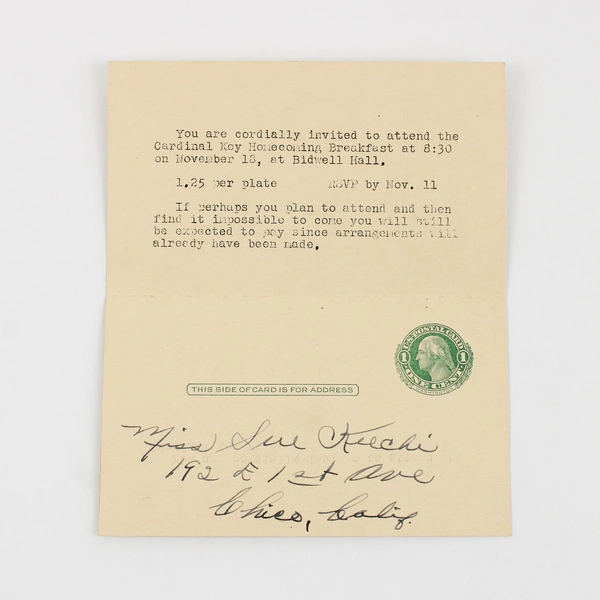 You are cordially invited to attend the
Cardinal Key Homecoming Breakfast at 8:30
on November 18, at Bidwell Hall.
1.25 per plate RSVP by Nov. 11
If perhaps you plan to attend and then
find it impossible to come you will still
be expected to pay since arrangements will
already have been made.
U.S. POSTAL CARD
1 1
ONE CENT
THIS SIDE OF CARD IS FOR ADDRESS
Miss Sue
192 E 1st Ave
Chico, Calif.